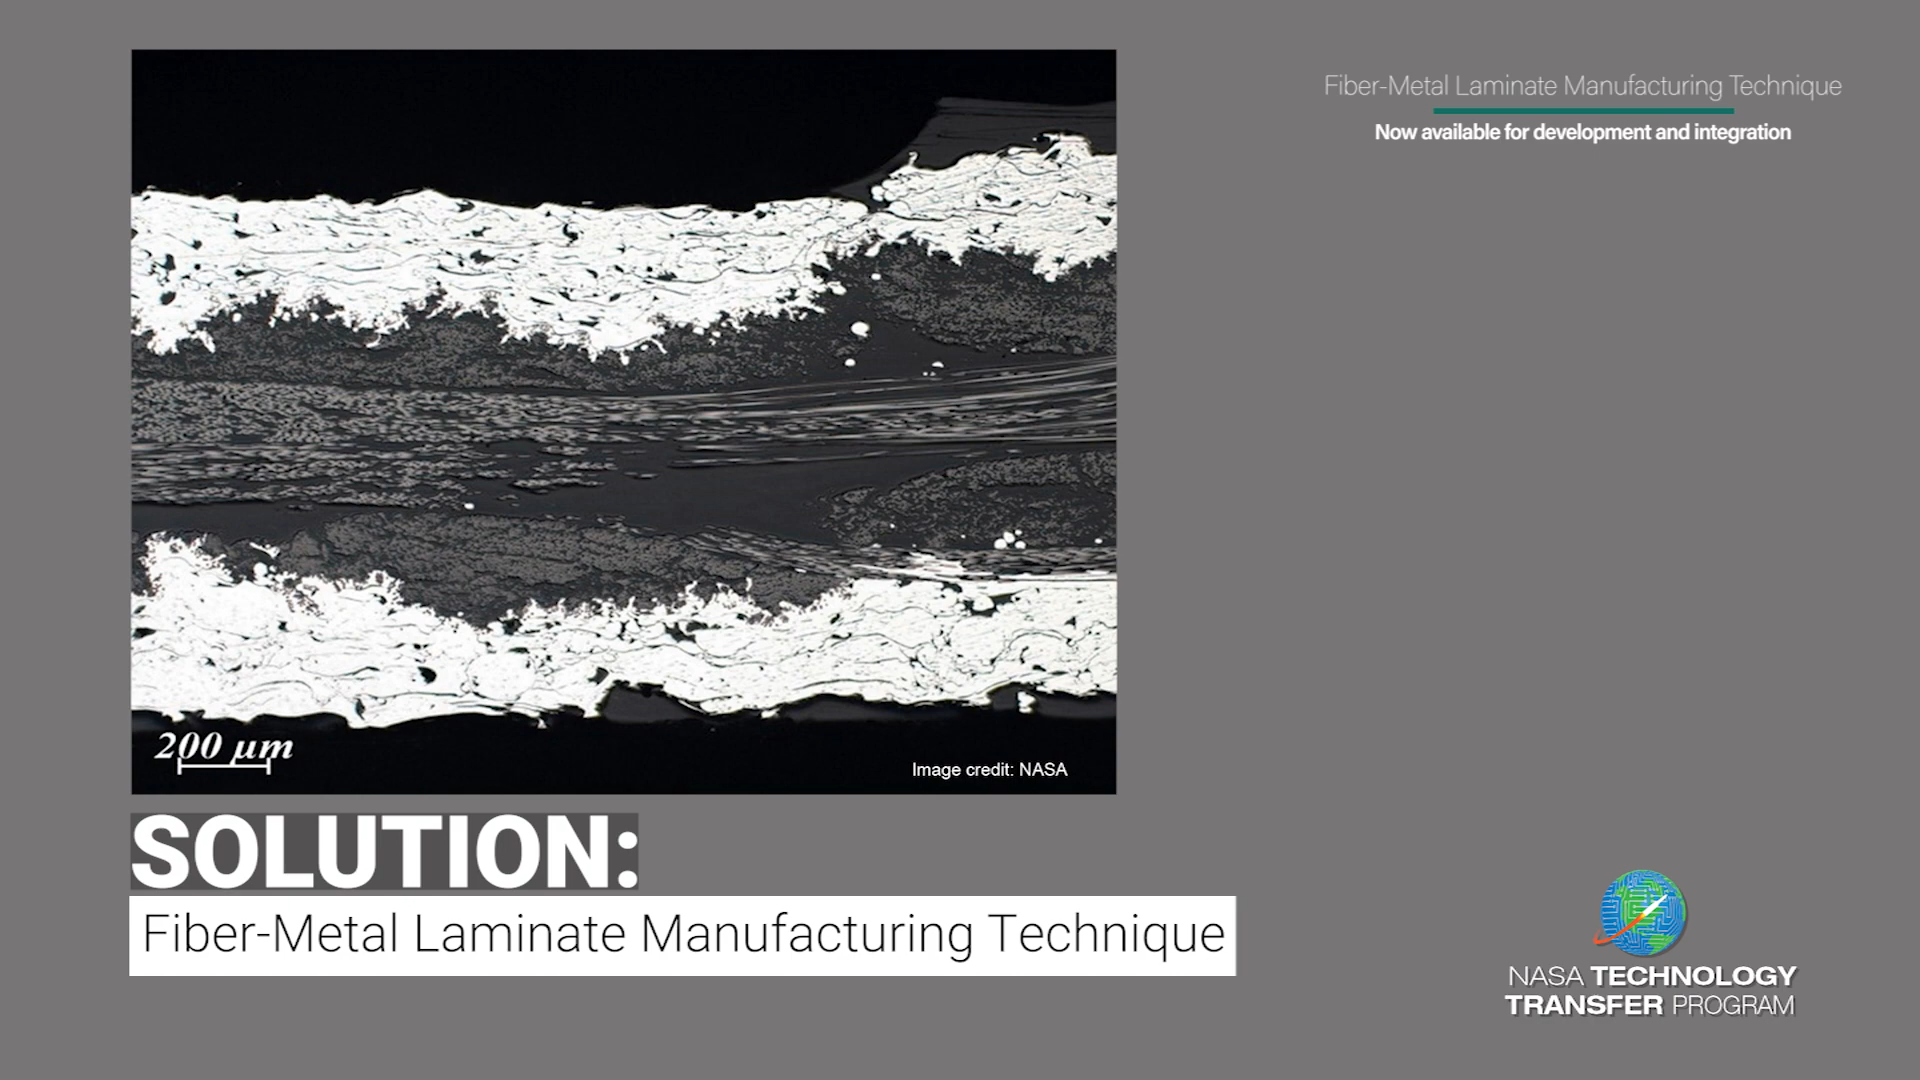 Fiber-Metal Laminate Manufacturing Technique
Now available for development and integration
200 µm
Image credit: NASA
SOLUTION:
Fiber-Metal Laminate Manufacturing Technique
NASA TECHNOLOGY
TRANSFER PROGRAM